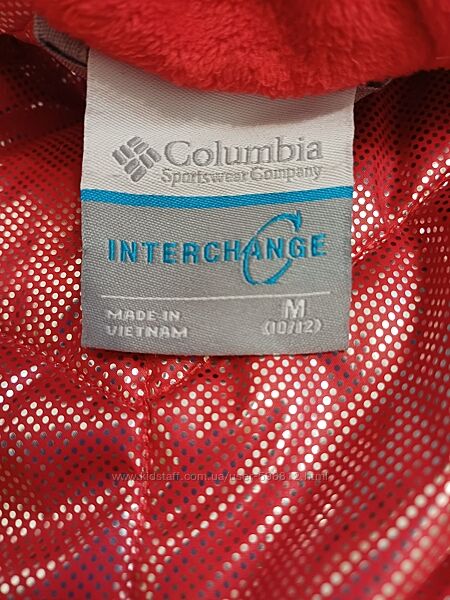 Columbia
Sportswear Company
INTERCHANGE
MADE IN
VIETNAM
M
(10/12)